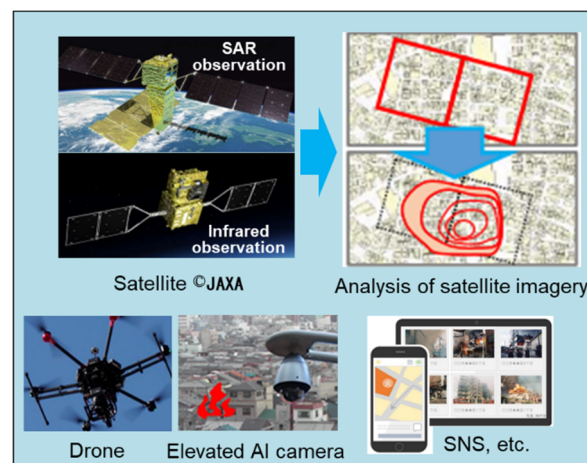 SAR
observation
Infrared
observation
Satellite ©JAXA
Analysis of satellite imagery
Drone
Elevated AI camera
SNS, etc.